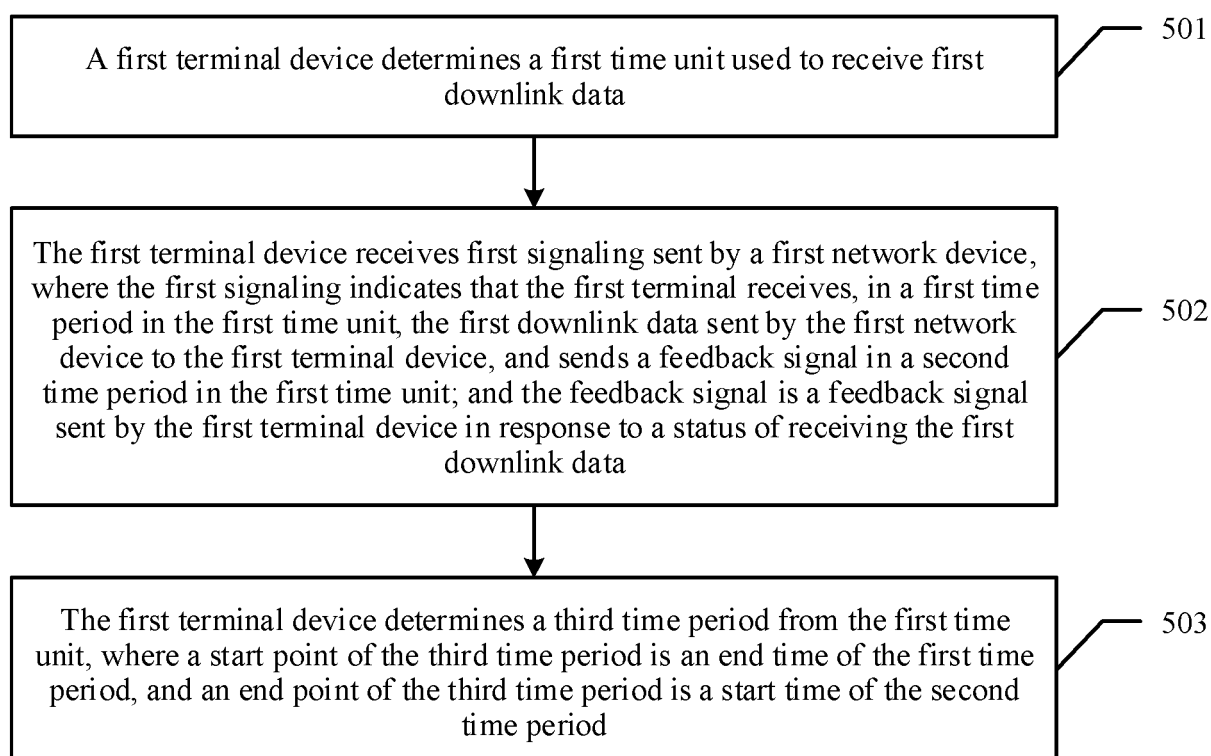 A first terminal device determines a first time unit used to receive first
downlink data
501
The first terminal device receives first signaling sent by a first network device,
where the first signaling indicates that the first terminal receives, in a first time
period in the first time unit, the first downlink data sent by the first network
device to the first terminal device, and sends a feedback signal in a second
time period in the first time unit; and the feedback signal is a feedback signal
sent by the first terminal device in response to a status of receiving the first
downlink data
502
The first terminal device determines a third time period from the first time
unit, where a start point of the third time period is an end time of the first time
period, and an end point of the third time period is a start time of the second
time period
503